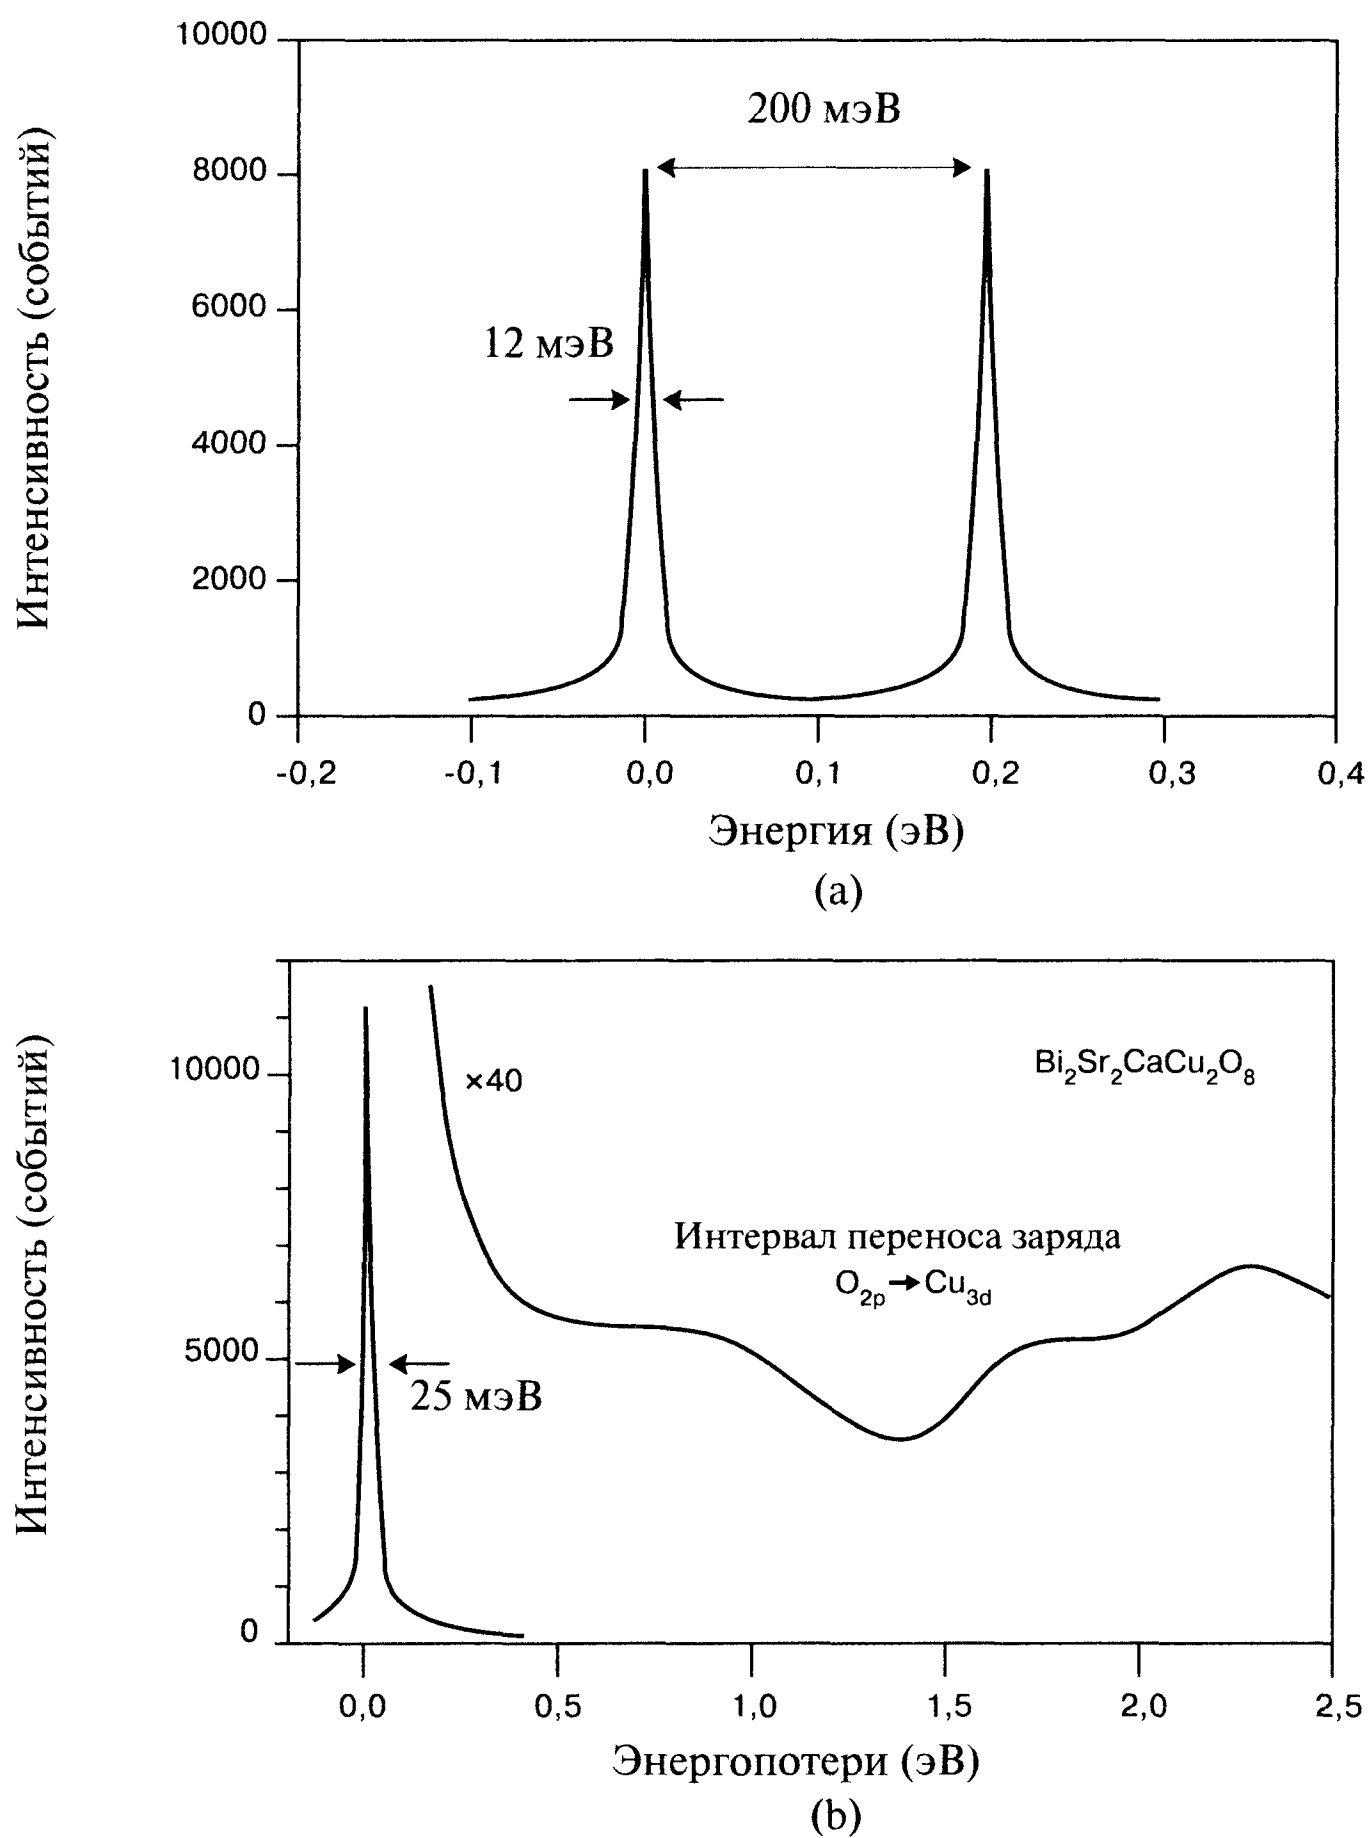 10000
200 мэВ
8000
6000
12 мэВ
4000
2000
0
Интенсивность (событий)
-0,2
-0,1
0,0
0,1
0,2
0,3
0,4
Энергия (эВ)
(a)
10000
×40
Bi₂Sr₂CaCu₂O₈
Интервал переноса заряда
O₂ₚ→Cu₃d
5000
25 мэВ
0
Интенсивность (событий)
0,0
0,5
1,0
1,5
2,0
2,5
Энергопотери (эВ)
(b)